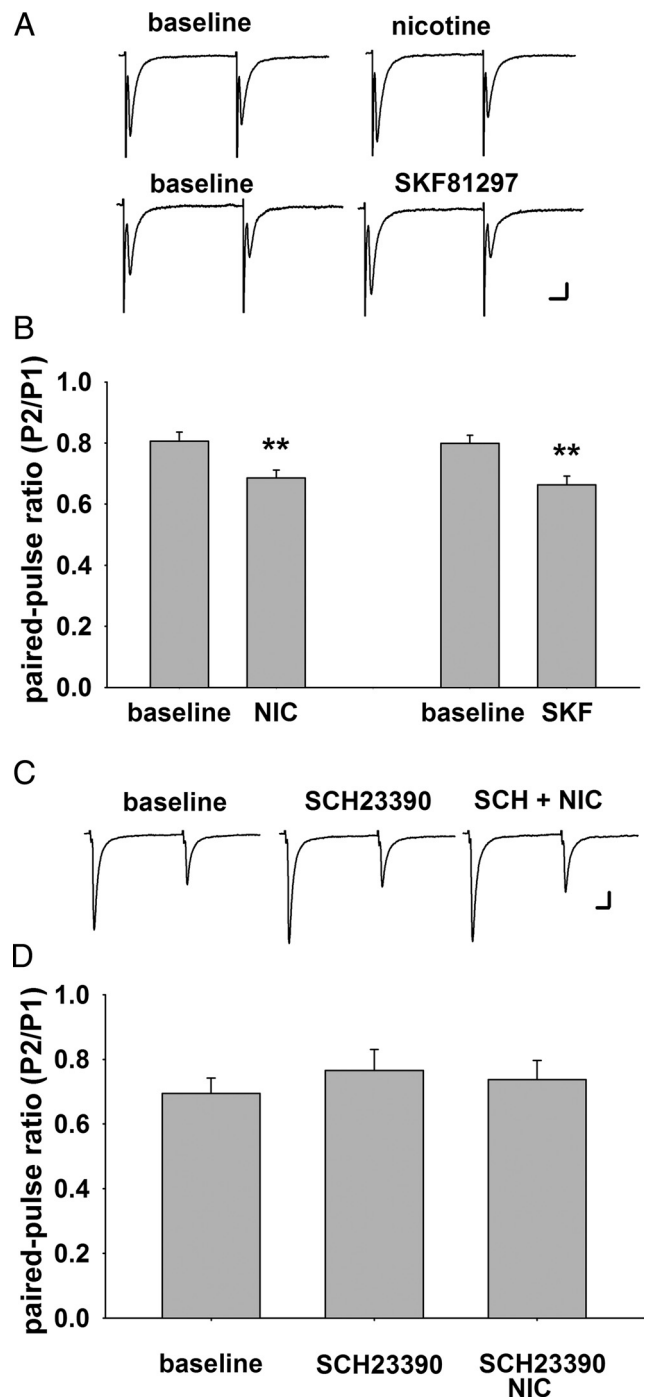 A
baseline nicotine
baseline SKF81297
B
paired-pulse ratio (P2/P1)
1.0
0.8
0.6
0.4
0.2
0.0
** **
baseline NIC baseline SKF
C
baseline SCH23390 SCH + NIC
D
paired-pulse ratio (P2/P1)
1.0
0.8
0.6
0.4
0.2
0.0
baseline SCH23390 SCH23390
NIC